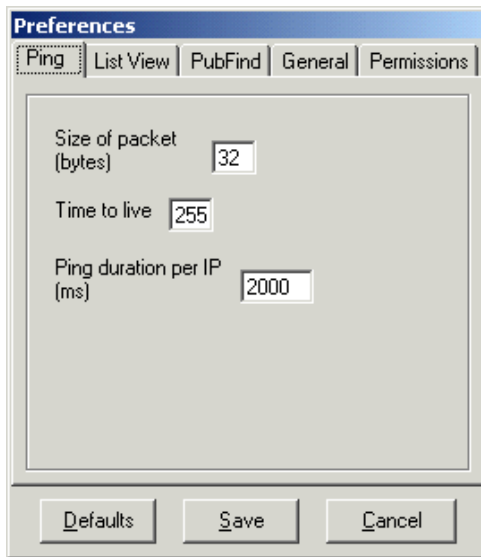 Preferences
Ping List View PubFind General Permissions
Size of packet
(bytes) 32
Time to live 255
Ping duration per IP
(ms) 2000
Defaults Save Cancel